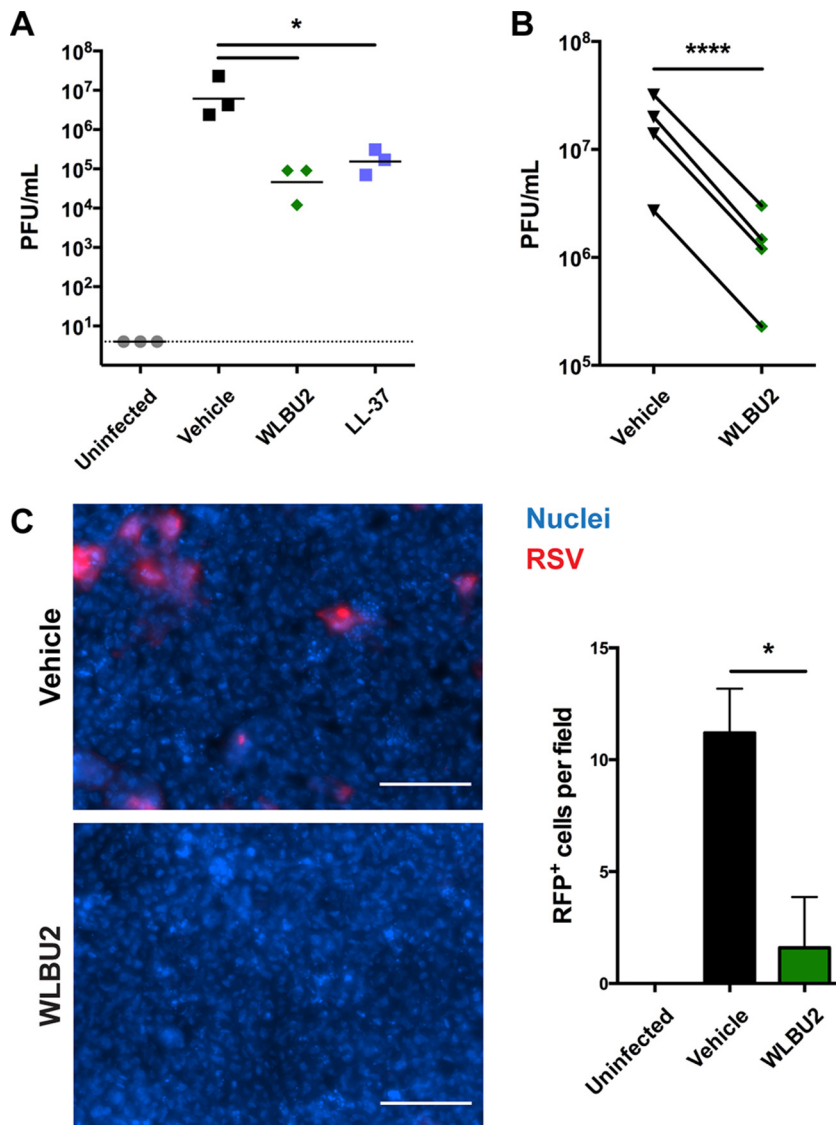 A
*
10⁸
10⁷
10⁶
10⁵
10⁴
10³
10²
10¹
PFU/mL
Uninfected
Vehicle
WLBU2
LL-37
B
****
10⁸
10⁷
10⁶
10⁵
PFU/mL
Vehicle
WLBU2
C
Vehicle
WLBU2
Nuclei
RSV
*
15
10
5
0
RFP⁺ cells per field
Uninfected
Vehicle
WLBU2